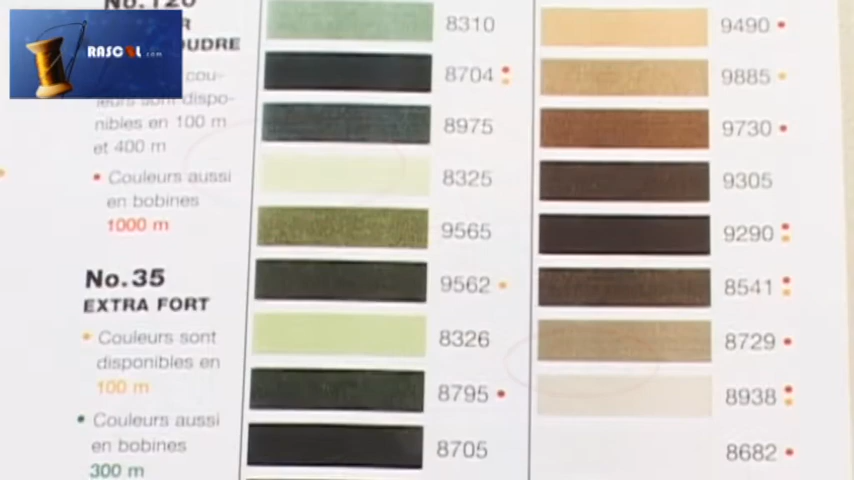 No.120
OUDRE
RASCOL.com
cou-
leurs sont dispo-
nibles en 100 m
et 400 m
Couleurs aussi
en bobines
1000 m
No.35
EXTRA FORT
Couleurs sont
disponibles en
100 m
Couleurs aussi
en bobines
300 m
8310
8704
8975
8325
9565
9562
8326
8795
8705
9490
9885
9730
9305
9290
8541
8729
8938
8682